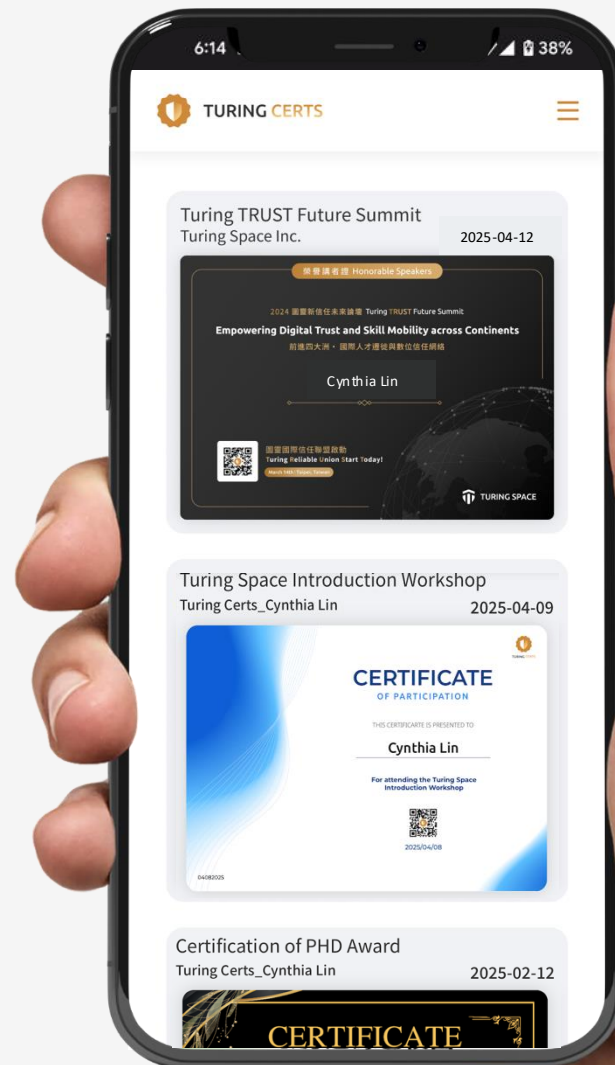 6:14
38%
TURING CERTS
Turing TRUST Future Summit
Turing Space Inc.
2025-04-12
榮譽講者證 Honorable Speakers
2024 圖靈新信任未來論壇 Turing TRUST Future Summit
Empowering Digital Trust and Skill Mobility across Continents
前進四大洲・國際人才遷徙與數位信任網絡
Cynthia Lin
圖靈國際信任聯盟啟動
Turing Reliable Union Start Today!
March 14th | Taipei, Taiwan
TURING SPACE
Turing Space Introduction Workshop
Turing Certs_Cynthia Lin
2025-04-09
CERTIFICATE
OF PARTICIPATION
THIS CERTIFICARTE IS PRESENTED TO
Cynthia Lin
For attending the Turing Space
Introduction Workshop
2025/04/08
04082025
Certification of PHD Award
Turing Certs_Cynthia Lin
2025-02-12
CERTIFICATE